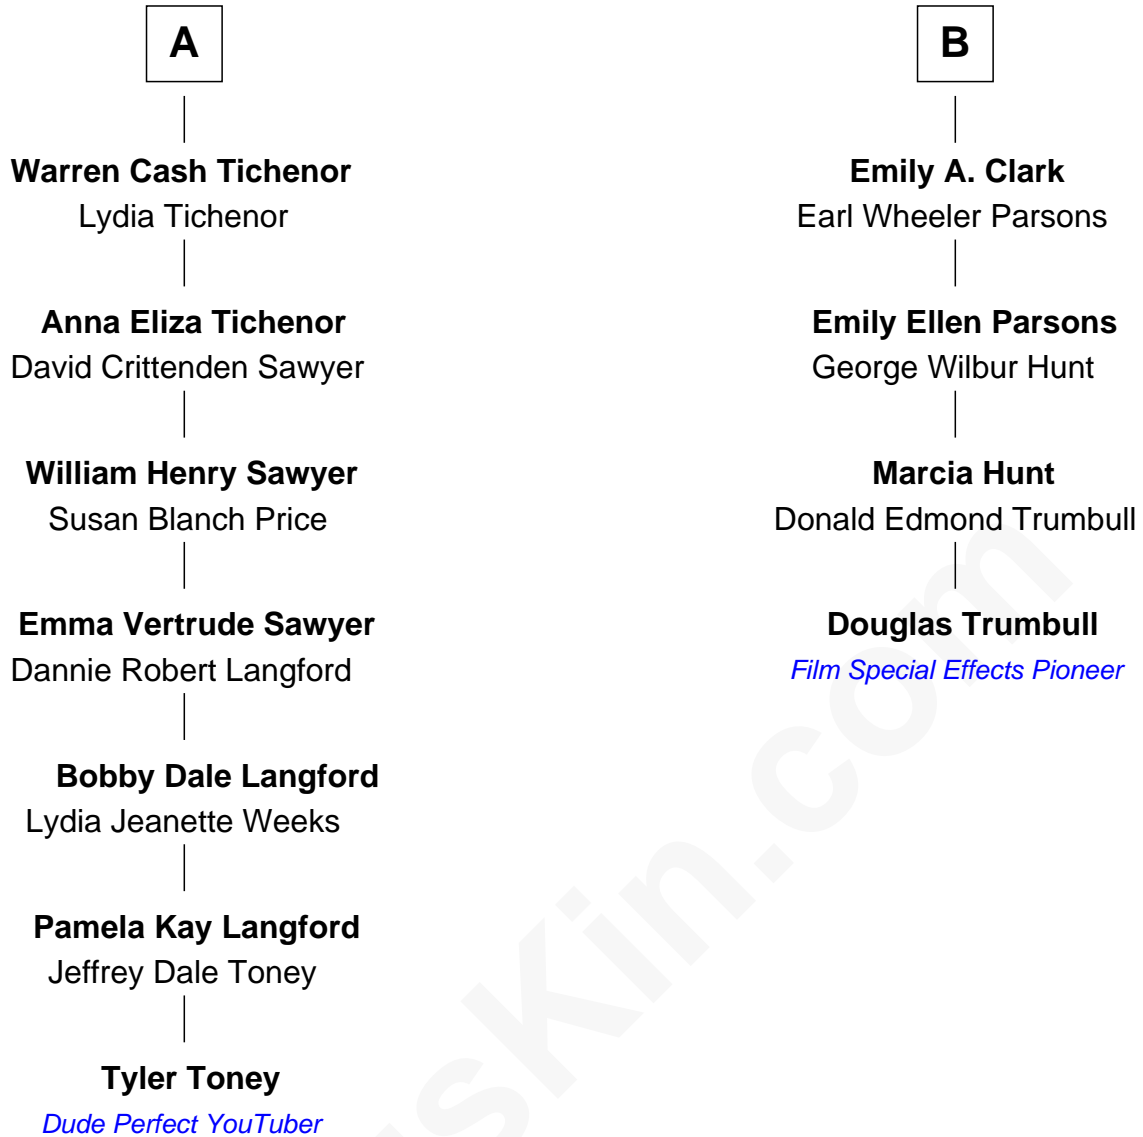 A
Warren Cash Tichenor
Lydia Tichenor
Anna Eliza Tichenor
David Crittenden Sawyer
William Henry Sawyer
Susan Blanch Price
Emma Vertrude Sawyer
Dannie Robert Langford
Bobby Dale Langford
Lydia Jeanette Weeks
Pamela Kay Langford
Jeffrey Dale Toney
Tyler Toney
Dude Perfect YouTuber
B
Emily A. Clark
Earl Wheeler Parsons
Emily Ellen Parsons
George Wilbur Hunt
Marcia Hunt
Donald Edmond Trumbull
Douglas Trumbull
Film Special Effects Pioneer
sKin.com